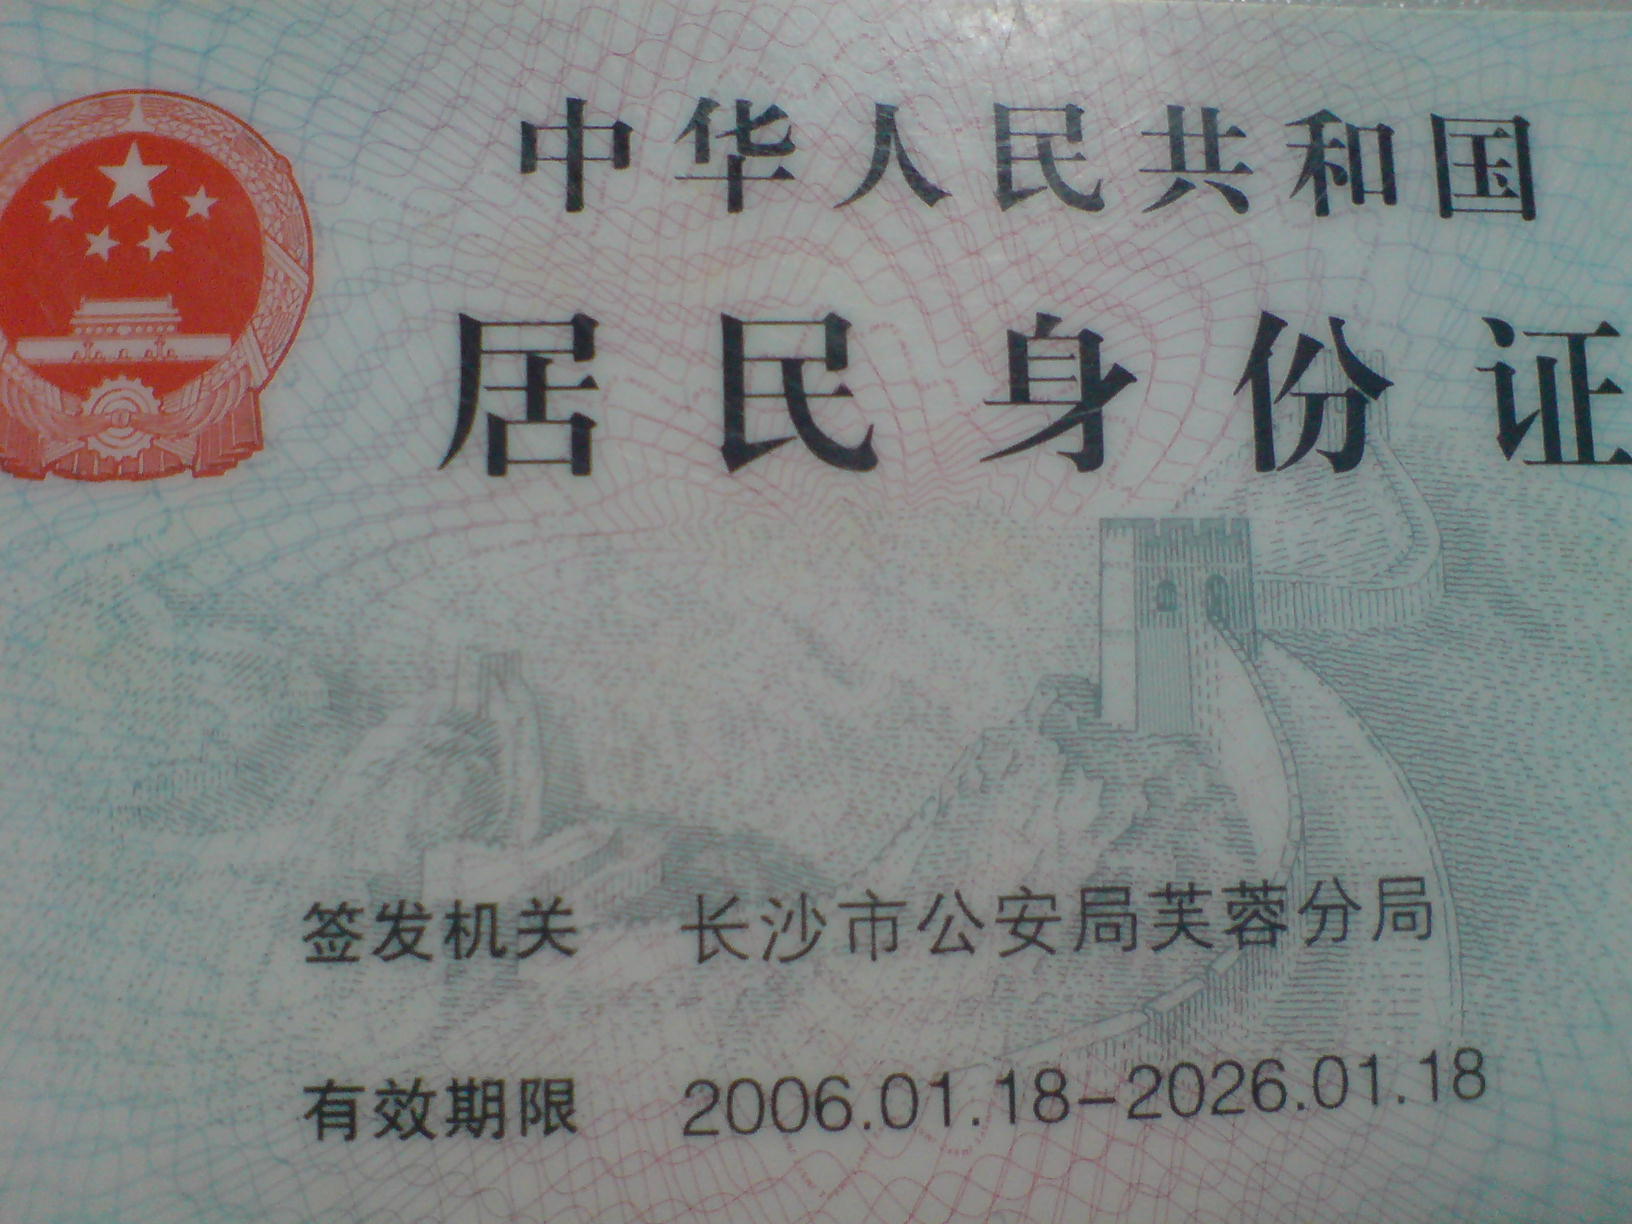 中华人民共和国
居民身份证
签发机关 长沙市公安局芙蓉分局
有效期限 2006.01.18-2026.01.18